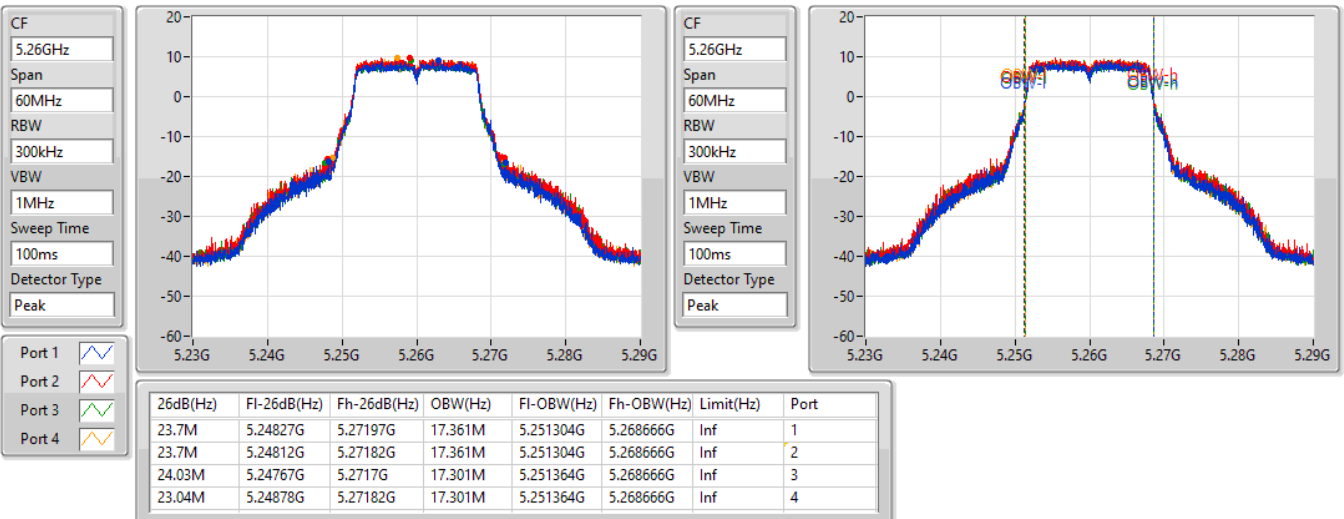 CF
5.26GHz
Span
60MHz
RBW
300kHz
VBW
1MHz
Sweep Time
100ms
Detector Type
Peak
20
10
0
-10
-20
-30
-40
-50
-60
5.23G 5.24G 5.25G 5.26G 5.27G 5.28G 5.29G
CF
5.26GHz
Span
60MHz
RBW
300kHz
VBW
1MHz
Sweep Time
100ms
Detector Type
Peak
20
10
0
-10
-20
-30
-40
-50
-60
OBW-l OBW-h
5.23G 5.24G 5.25G 5.26G 5.27G 5.28G 5.29G
Port 1
Port 2
Port 3
Port 4
26dB(Hz) Fl-26dB(Hz) Fh-26dB(Hz) OBW(Hz) Fl-OBW(Hz) Fh-OBW(Hz) Limit(Hz) Port
23.7M 5.24827G 5.27197G 17.361M 5.251304G 5.268666G Inf 1
23.7M 5.24812G 5.27182G 17.361M 5.251304G 5.268666G Inf 2
24.03M 5.24767G 5.2717G 17.301M 5.251364G 5.268666G Inf 3
23.04M 5.24878G 5.27182G 17.301M 5.251364G 5.268666G Inf 4